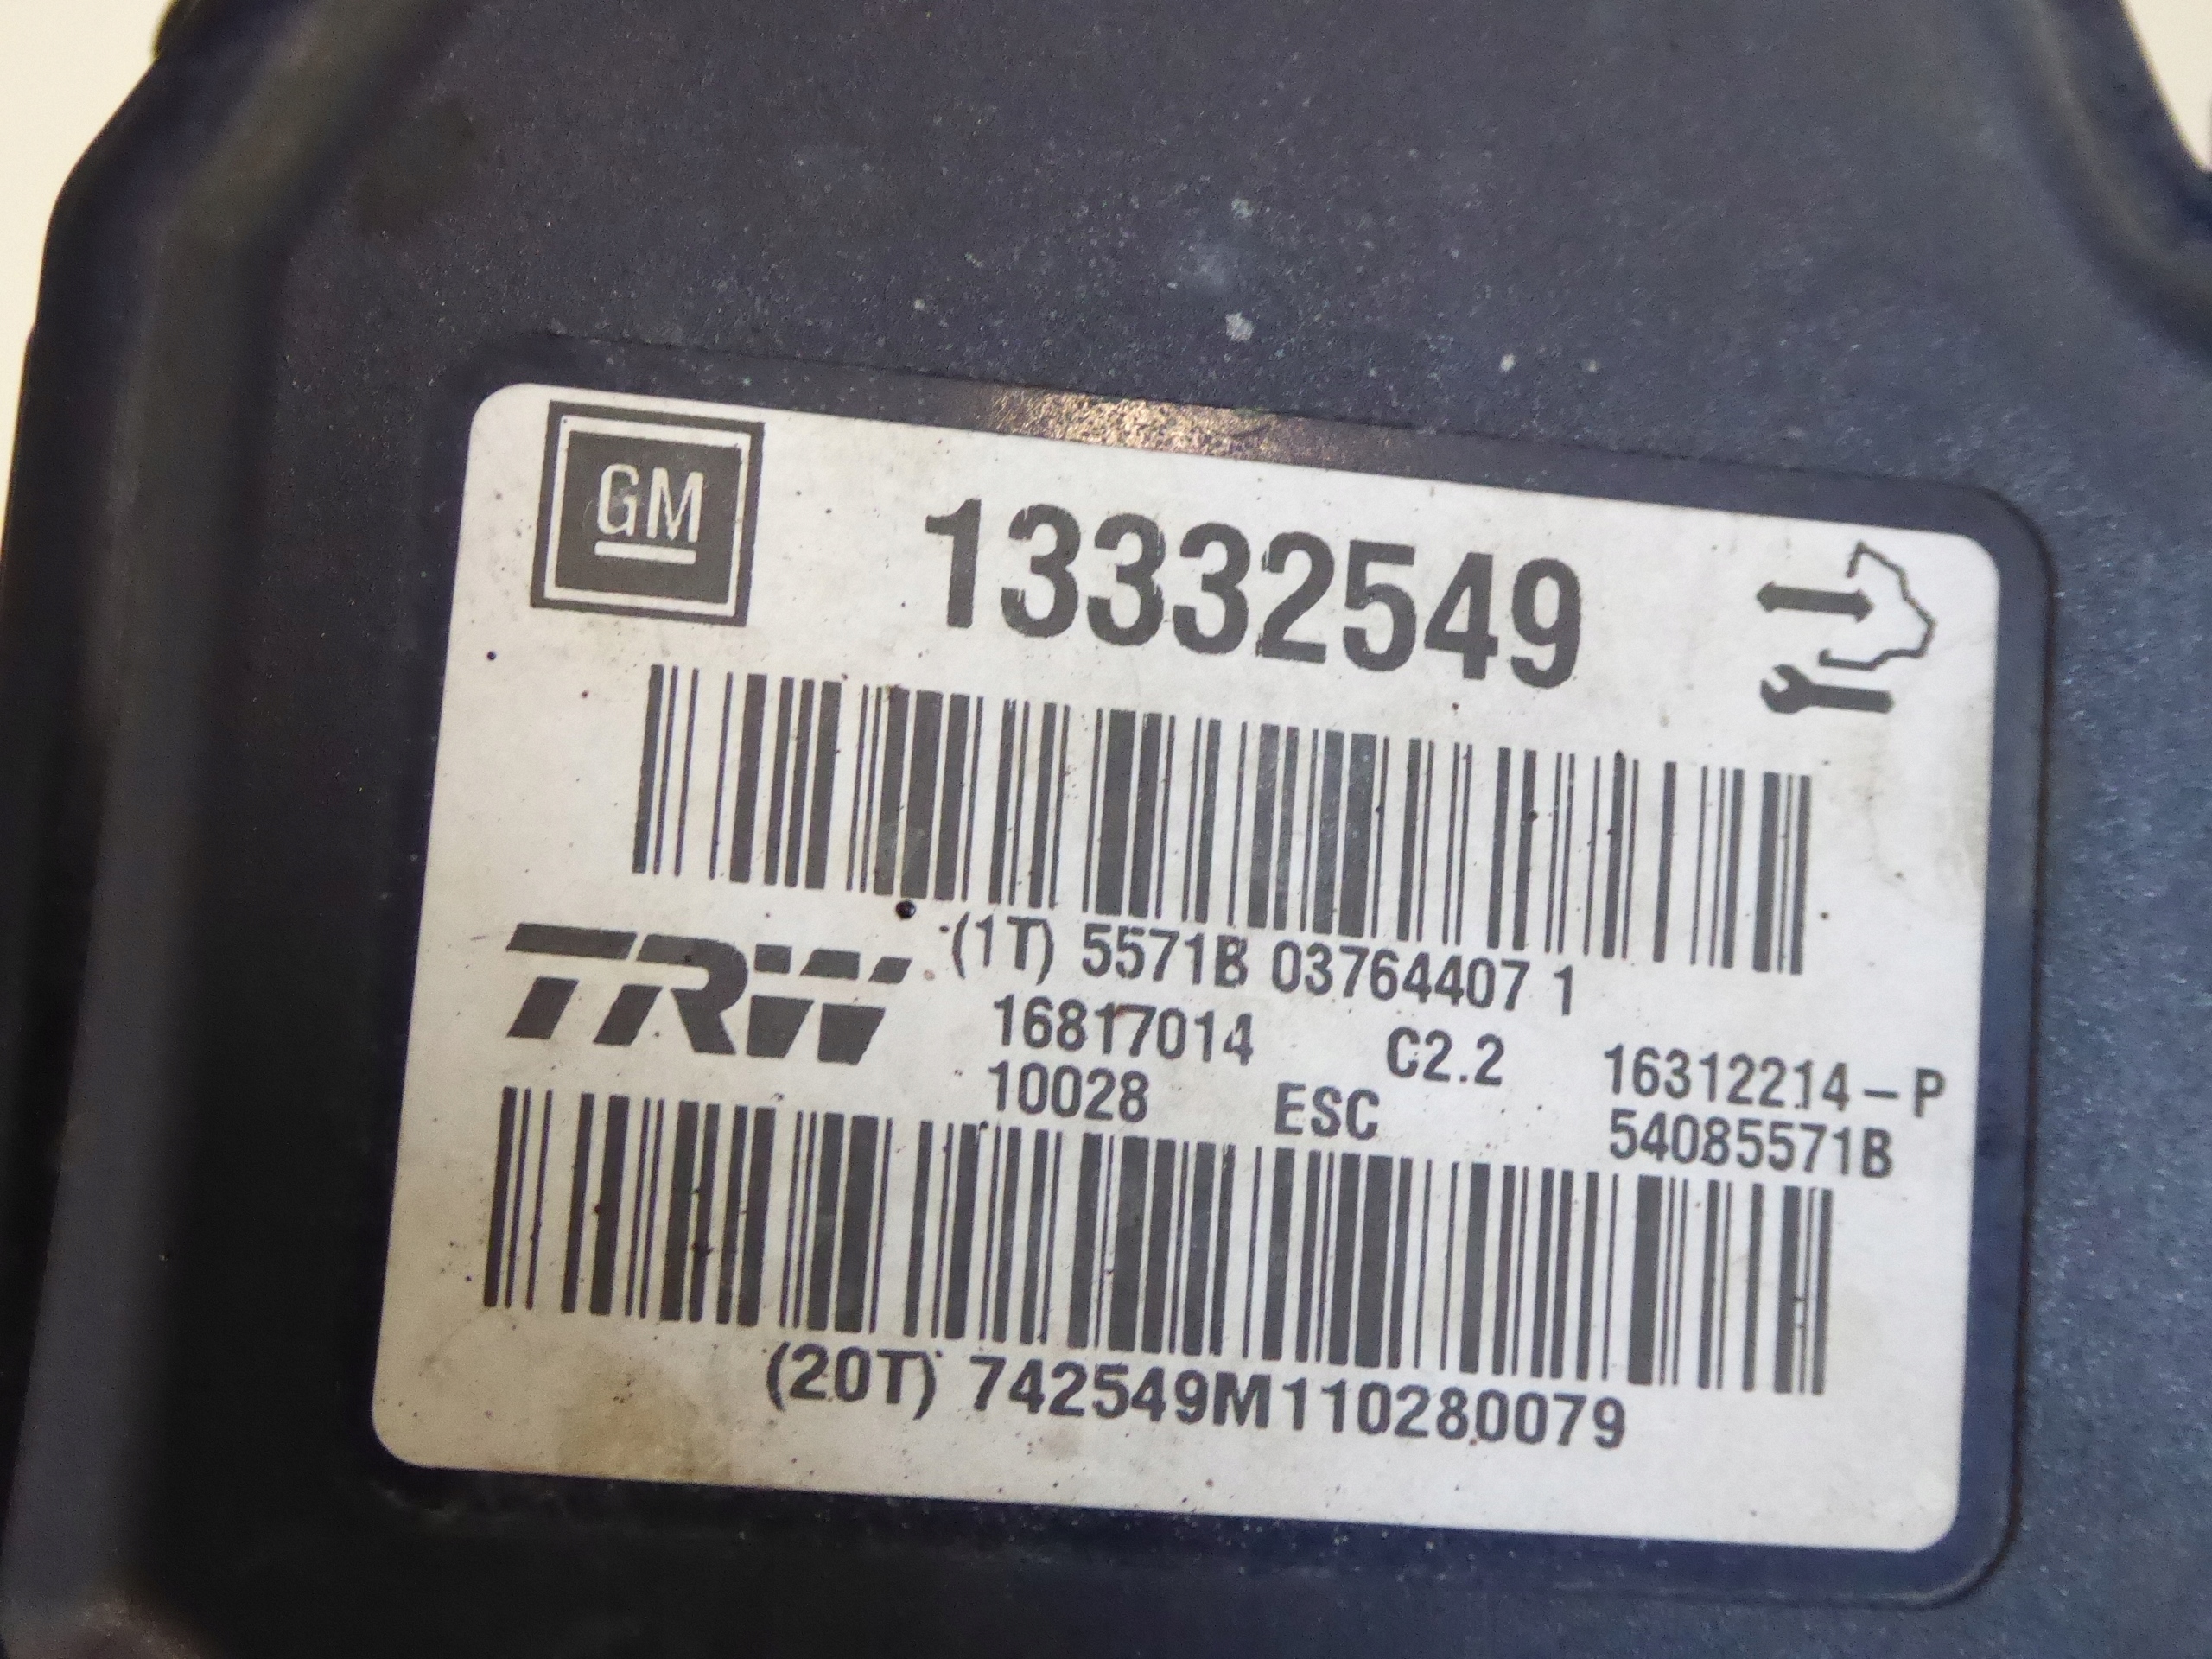 GM
13332549
(1T) 5571B 03764407 1
TRW
16817014 C2.2 16312214-P
10028 ESC 54085571B
(20T) 742549M110280079